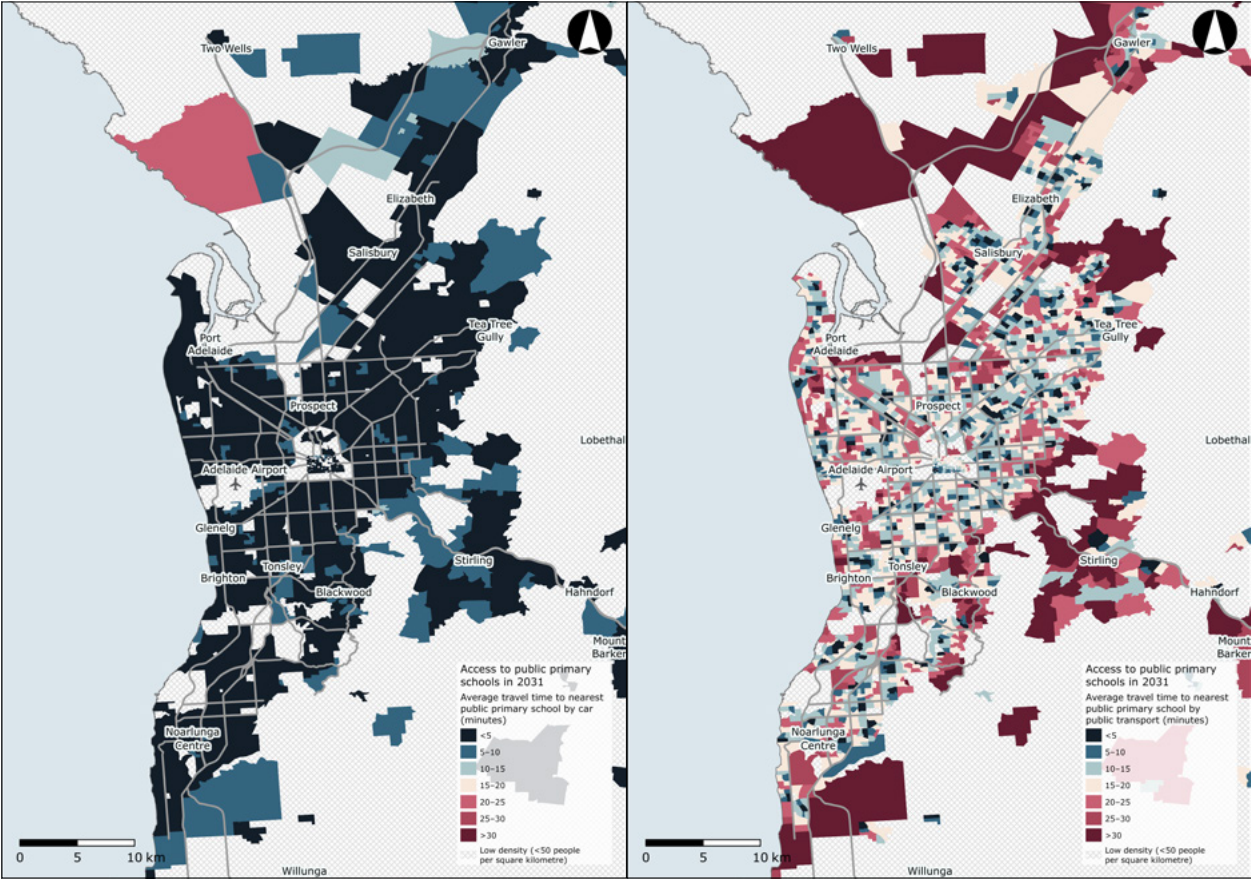 Two Wells
Gawler
Elizabeth
Salisbury
Tea Tree
Gully
Port
Adelaide
Prospect
Lobethal
Adelaide Airport
Glenelg
Stirling
Tonsley
Brighton
Blackwood
Hahndorf
Mount
Barker
Noarlunga
Centre
Willunga
Access to public primary
schools in 2031
Average travel time to nearest
public primary school by car
(minutes)
<5
5–10
10–15
15–20
20–25
25–30
>30
Low density (<50 people
per square kilometre)
0 5 10 km
Two Wells
Gawler
Elizabeth
Salisbury
Tea Tree
Gully
Port
Adelaide
Prospect
Lobethal
Adelaide Airport
Glenelg
Stirling
Tonsley
Brighton
Blackwood
Hahndorf
Mount
Barker
Noarlunga
Centre
Willunga
Access to public primary
schools in 2031
Average travel time to nearest
public primary school by
public transport (minutes)
<5
5–10
10–15
15–20
20–25
25–30
>30
Low density (<50 people
per square kilometre)
0 5 10 km